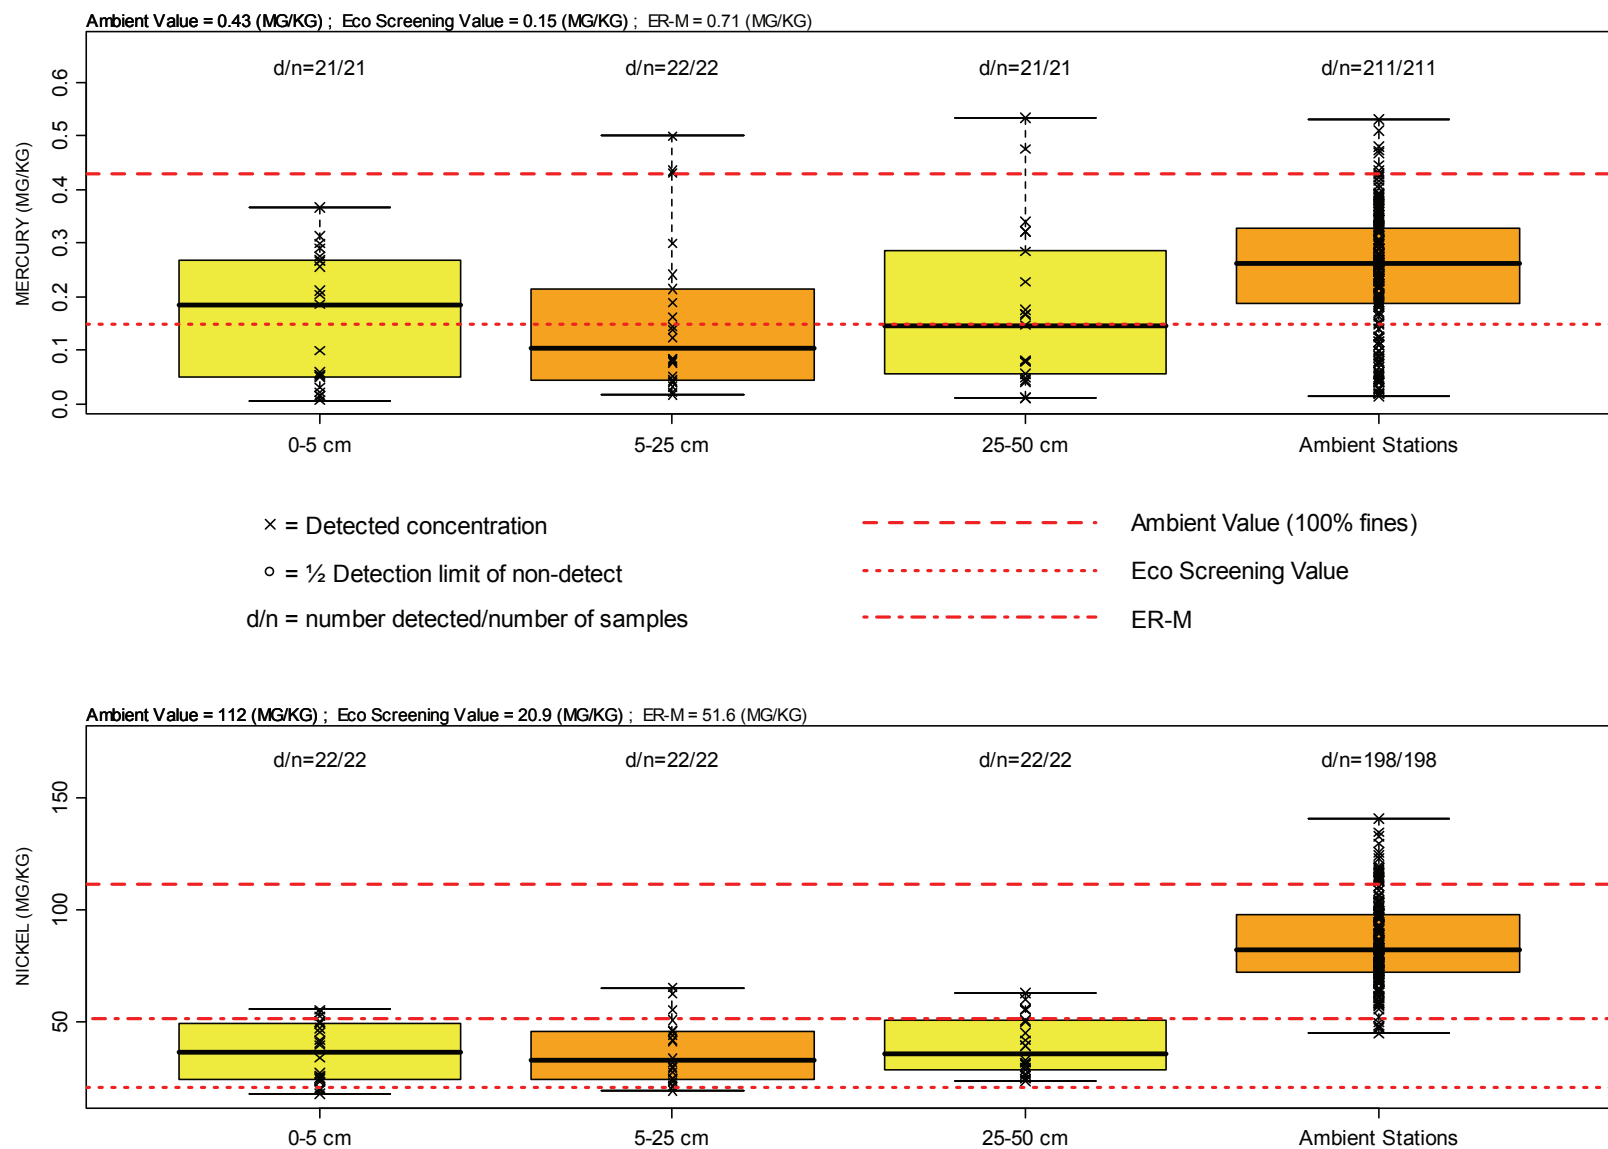 Ambient Value = 0.43 (MG/KG) ; Eco Screening Value = 0.15 (MG/KG) ; ER-M = 0.71 (MG/KG)
d/n=21/21 d/n=22/22 d/n=21/21 d/n=211/211
MERCURY (MG/KG)
0.6
0.5
0.4
0.3
0.2
0.1
0.0
0-5 cm 5-25 cm 25-50 cm Ambient Stations
× = Detected concentration
Ambient Value (100% fines)
○ = ½ Detection limit of non-detect
Eco Screening Value
d/n = number detected/number of samples
ER-M
Ambient Value = 112 (MG/KG) ; Eco Screening Value = 20.9 (MG/KG) ; ER-M = 51.6 (MG/KG)
d/n=22/22 d/n=22/22 d/n=22/22 d/n=198/198
NICKEL (MG/KG)
150
100
50
0-5 cm 5-25 cm 25-50 cm Ambient Stations